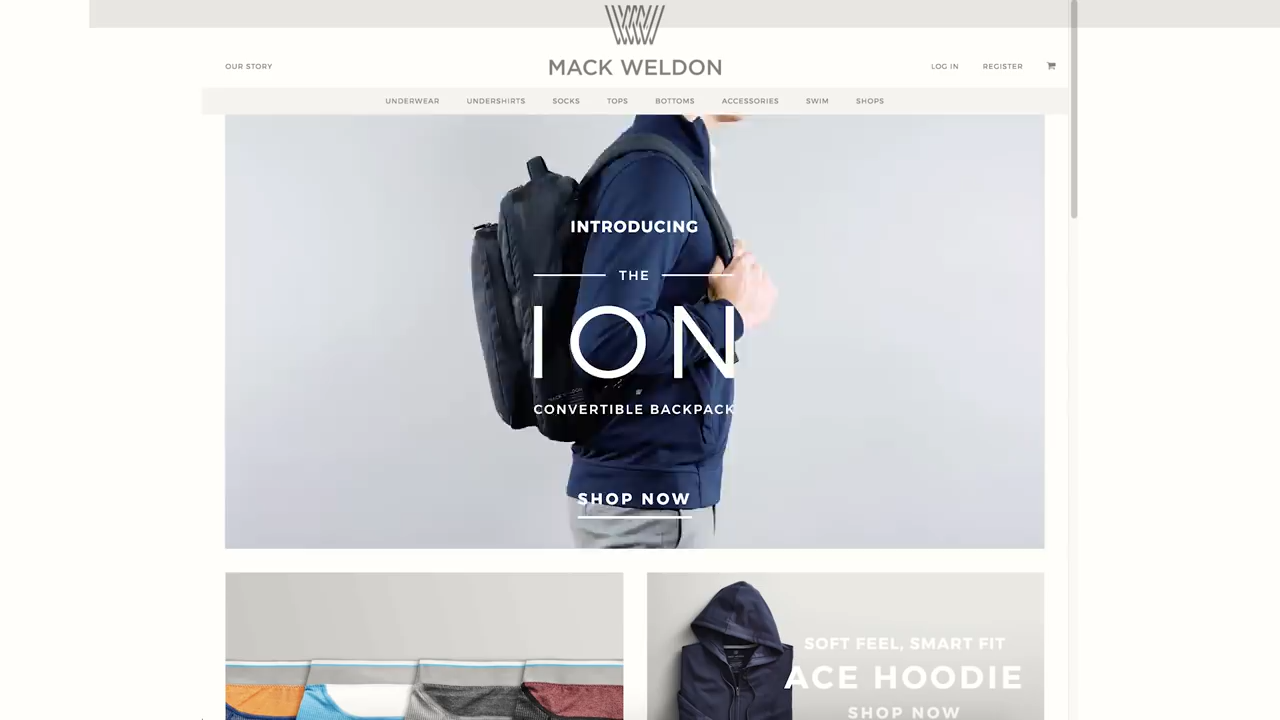 MACK WELDON
OUR STORY
LOG IN
REGISTER
UNDERWEAR
UNDERSHIRTS
SOCKS
TOPS
BOTTOMS
ACCESSORIES
SWIM
SHOPS
INTRODUCING
THE
ION
CONVERTIBLE BACKPACK
SHOP NOW
SOFT FEEL, SMART FIT
ACE HOODIE
SHOP NOW